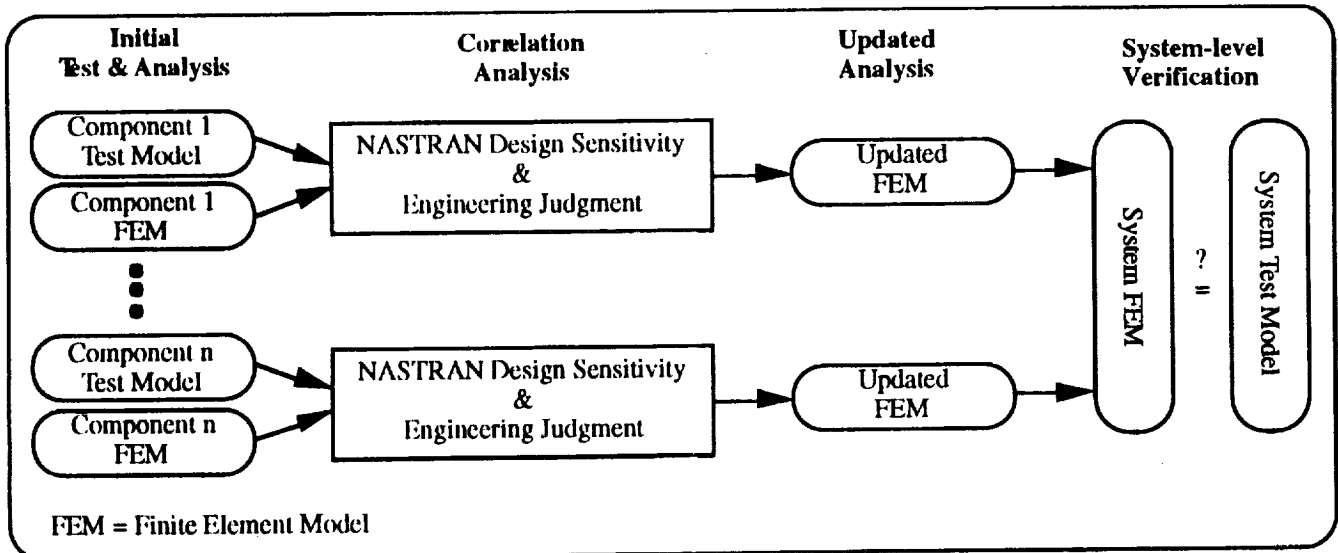 Initial
Test & Analysis
Correlation
Analysis
Updated
Analysis
System-level
Verification
Component 1
Test Model
Component 1
FEM
NASTRAN Design Sensitivity
&
Engineering Judgment
Updated
FEM
Component n
Test Model
Component n
FEM
NASTRAN Design Sensitivity
&
Engineering Judgment
Updated
FEM
System FEM
?
=
System Test Model
FEM = Finite Element Model